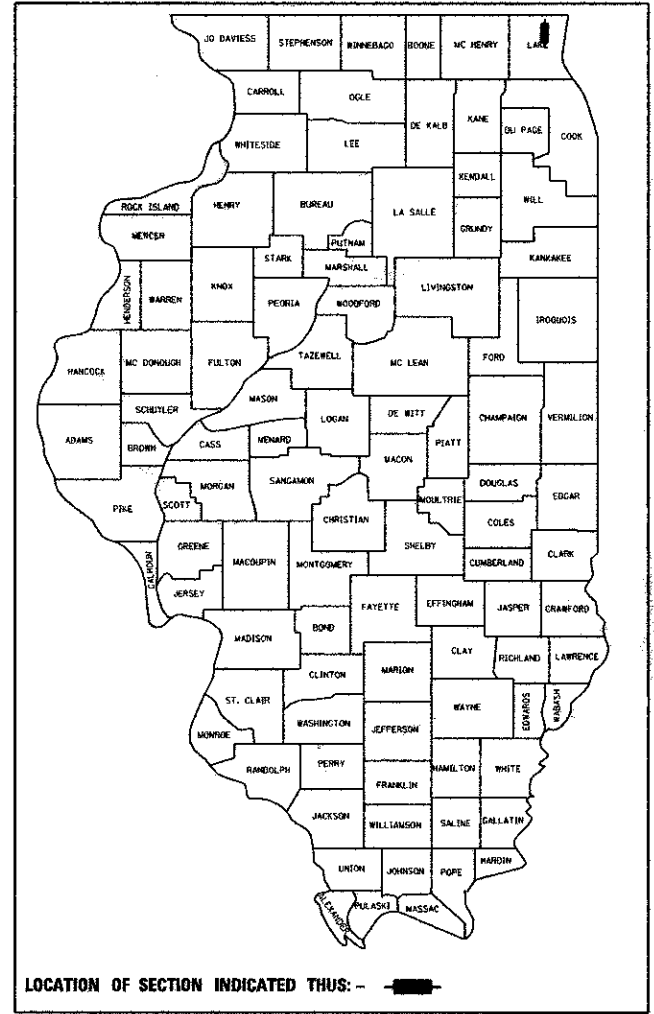 JO DAVIESS
STEPHENSON
WINNEBAGO
BOONE
MC HENRY
LAKE
CARROLL
OGLE
DE KALB
KANE
DU PAGE
COOK
WHITESIDE
LEE
KENDALL
WILL
ROCK ISLAND
HENRY
BUREAU
LA SALLE
GRUNDY
MERCER
PUTNAM
STARK
MARSHALL
KANKAKEE
HENDERSON
WARREN
KNOX
PEORIA
WOODFORD
LIVINGSTON
IROQUOIS
HANCOCK
MC DONOUGH
FULTON
TAZEWELL
MC LEAN
FORD
MASON
SCHUYLER
LOGAN
DE WITT
CHAMPAIGN
VERMILION
ADAMS
BROWN
CASS
MENARD
MACON
PIATT
PIKE
SCOTT
MORGAN
SANGAMON
MOULTRIE
DOUGLAS
EDGAR
CHRISTIAN
COLES
CALHOUN
GREENE
MACOUPIN
MONTGOMERY
SHELBY
CUMBERLAND
CLARK
JERSEY
FAYETTE
EFFINGHAM
JASPER
CRAWFORD
MADISON
BOND
CLAY
RICHLAND
LAWRENCE
CLINTON
MARION
ST. CLAIR
WAYNE
EDWARDS
WABASH
WASHINGTON
JEFFERSON
MONROE
RANDOLPH
PERRY
HAMILTON
WHITE
FRANKLIN
JACKSON
WILLIAMSON
SALINE
GALLATIN
UNION
JOHNSON
POPE
HARDIN
ALEXANDER
PULASKI
MASSAC
LOCATION OF SECTION INDICATED THUS: -